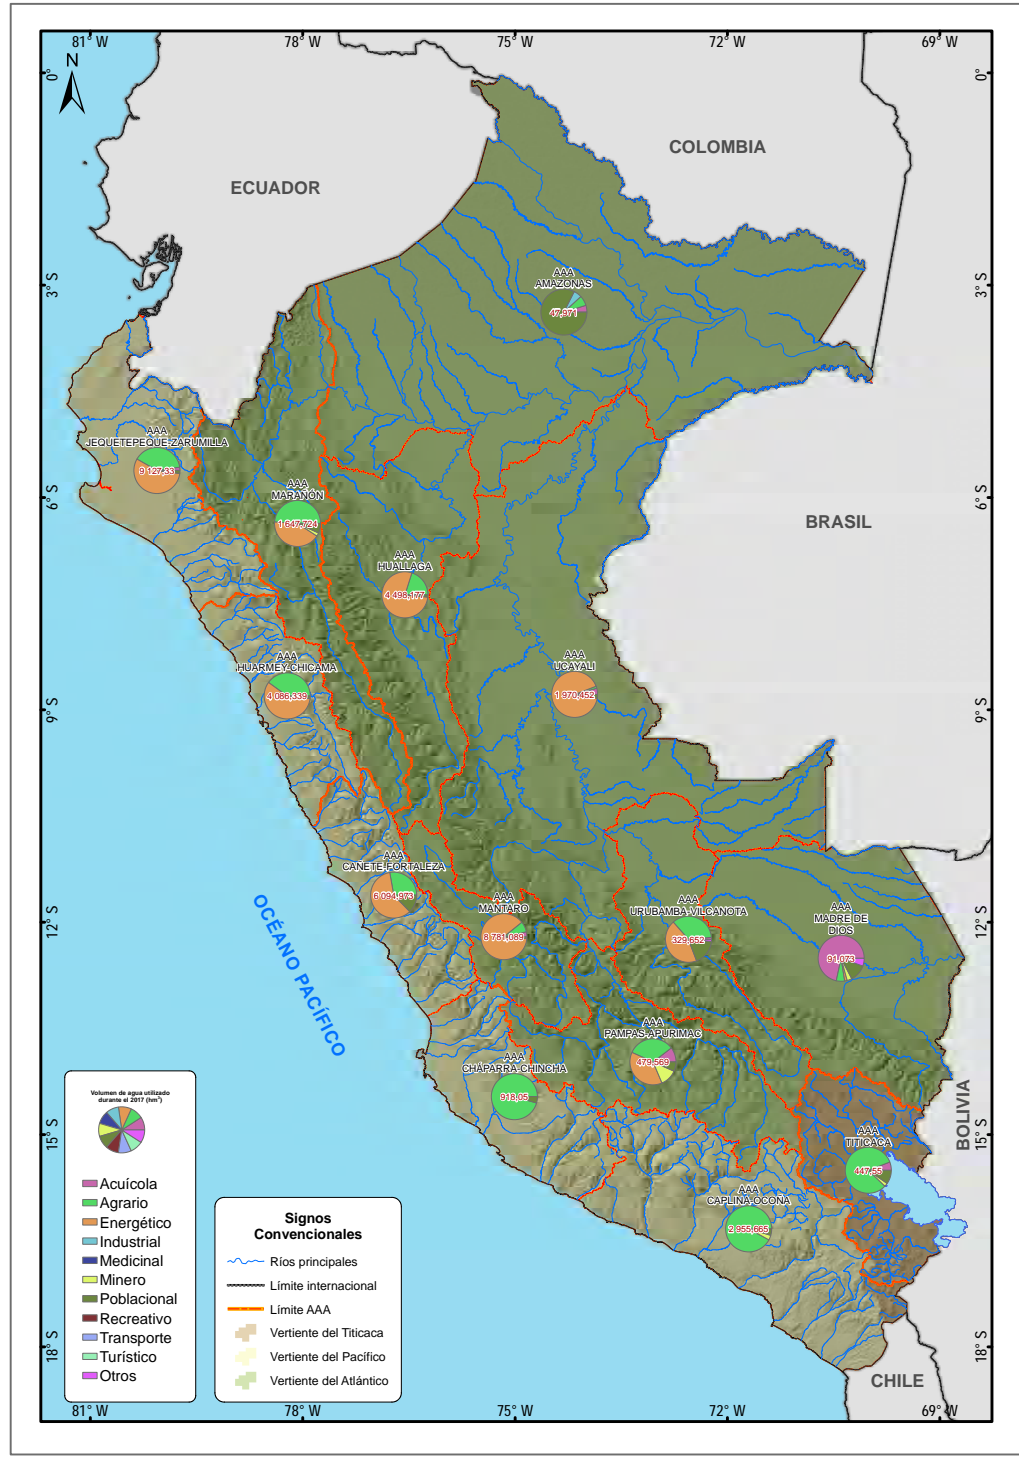 81° W
78° W
75° W
72° W
69° W
N
0°
0°
COLOMBIA
ECUADOR
AAA
AMAZONAS
47,971
3° S
3° S
AAA
JEQUETEPEQUE-ZARUMILLA
9 127,33
AAA
MARAÑÓN
1 647,724
6° S
6° S
BRASIL
AAA
HUALLAGA
4 498,177
AAA
HUARMEY-CHICAMA
4 086,339
AAA
UCAYALI
1 970,452
9° S
9° S
AAA
CAÑETE-FORTALEZA
6 094,973
AAA
MANTARO
8 781,089
AAA
URUBAMBA-VILCANOTA
329,652
AAA
MADRE DE
DIOS
91,073
12° S
12° S
OCÉANO PACÍFICO
AAA
PAMPAS-APURIMAC
479,569
AAA
CHÁPARRA-CHINCHA
918,05
BOLIVIA
AAA
TITICACA
447,55
15° S
15° S
AAA
CAPLINA-OCOÑA
2 955,665
Volumen de agua utilizado
durante el 2017 (hm³)
Acuícola
Agrario
Energético
Industrial
Medicinal
Minero
Poblacional
Recreativo
Transporte
Turístico
Otros
Signos
Convencionales
Ríos principales
Límite internacional
Límite AAA
Vertiente del Titicaca
Vertiente del Pacífico
Vertiente del Atlántico
18° S
18° S
CHILE
81° W
78° W
75° W
72° W
69° W